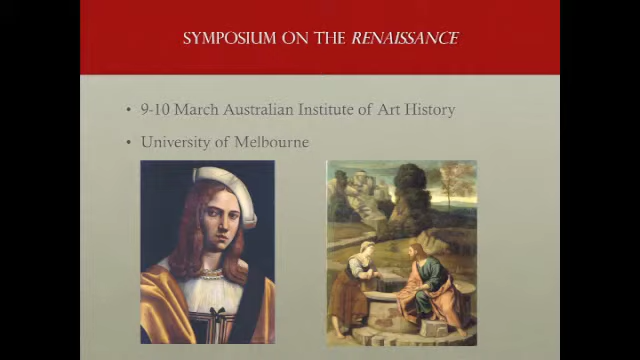 SYMPOSIUM ON THE RENAISSANCE
• 9-10 March Australian Institute of Art History
• University of Melbourne